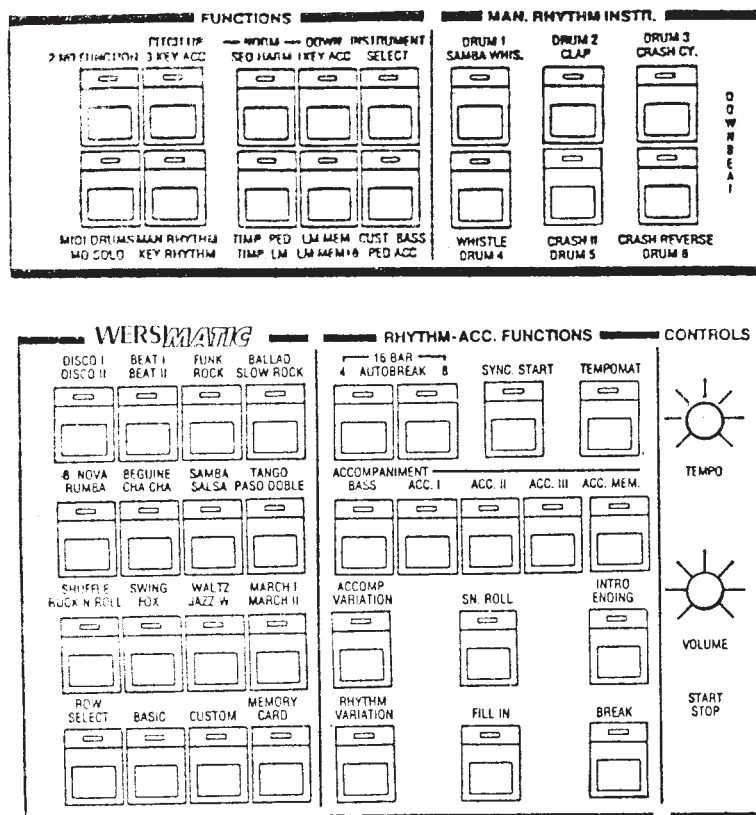 FUNCTIONS
MAN. RHYTHM INSTR.
PITCH UP
NORM DOWN INSTRUMENT
2 ND FUNCTION 3 KEY ACC SEQ HARM 1KEY ACC SELECT
DRUM 1 DRUM 2 DRUM 3
SAMBA WHIS. CLAP CRASH CY.
DOWNBEAT
MIDI DRUMS MAN RHYTHM TIMP PED LM MEM CUST BASS
MD SOLO KEY RHYTHM TIMP LM LM MEM+8 PED ACC
WHISTLE CRASH II CRASH REVERSE
DRUM 4 DRUM 5 DRUM 6
WERSIMATIC
RHYTHM-ACC. FUNCTIONS
CONTROLS
DISCO I BEAT I FUNK BALLAD
DISCO II BEAT II ROCK SLOW ROCK
16 BAR
4 AUTOBREAK 8 SYNC. START TEMPOMAT
TEMPO
B NOVA BEGUINE SAMBA TANGO
RUMBA CHA CHA SALSA PASO DOBLE
ACCOMPANIMENT
BASS ACC. I ACC. II ACC. III ACC. MEM.
SHUFFLE SWING WALTZ MARCH I
ROCK N ROLL FOX JAZZ W MARCH II
ACCOMP
VARIATION SN. ROLL
INTRO
ENDING
VOLUME
ROW
SELECT BASIC CUSTOM
MEMORY
CARD
RHYTHM
VARIATION FILL IN BREAK
START
STOP